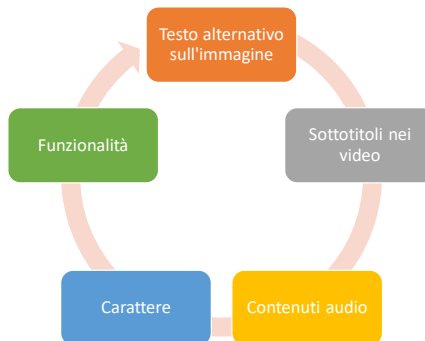 Testo alternativo
sull'immagine
Sottotitoli nei
video
Contenuti audio
Carattere
Funzionalità